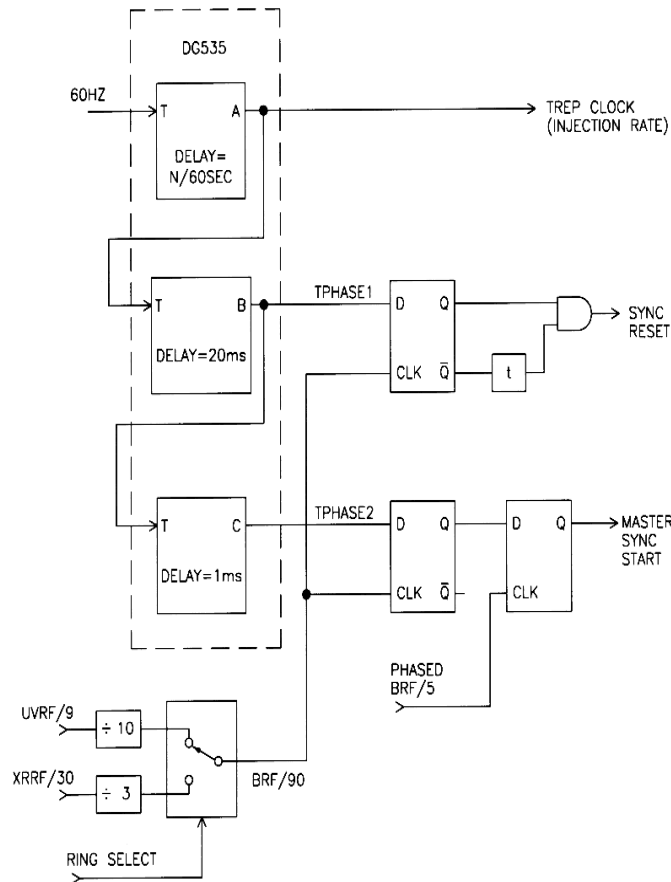 DG535
60HZ
T A
DELAY=
N/60SEC
TREP CLOCK
(INJECTION RATE)
T B
DELAY=20ms
TPHASE1
D Q
CLK Q̅
t
SYNC
RESET
T C
DELAY=1ms
TPHASE2
D Q
CLK Q̅
D Q
CLK
MASTER
SYNC
START
PHASED
BRF/5
UVRF/9
÷ 10
XRRF/30
÷ 3
BRF/90
RING SELECT